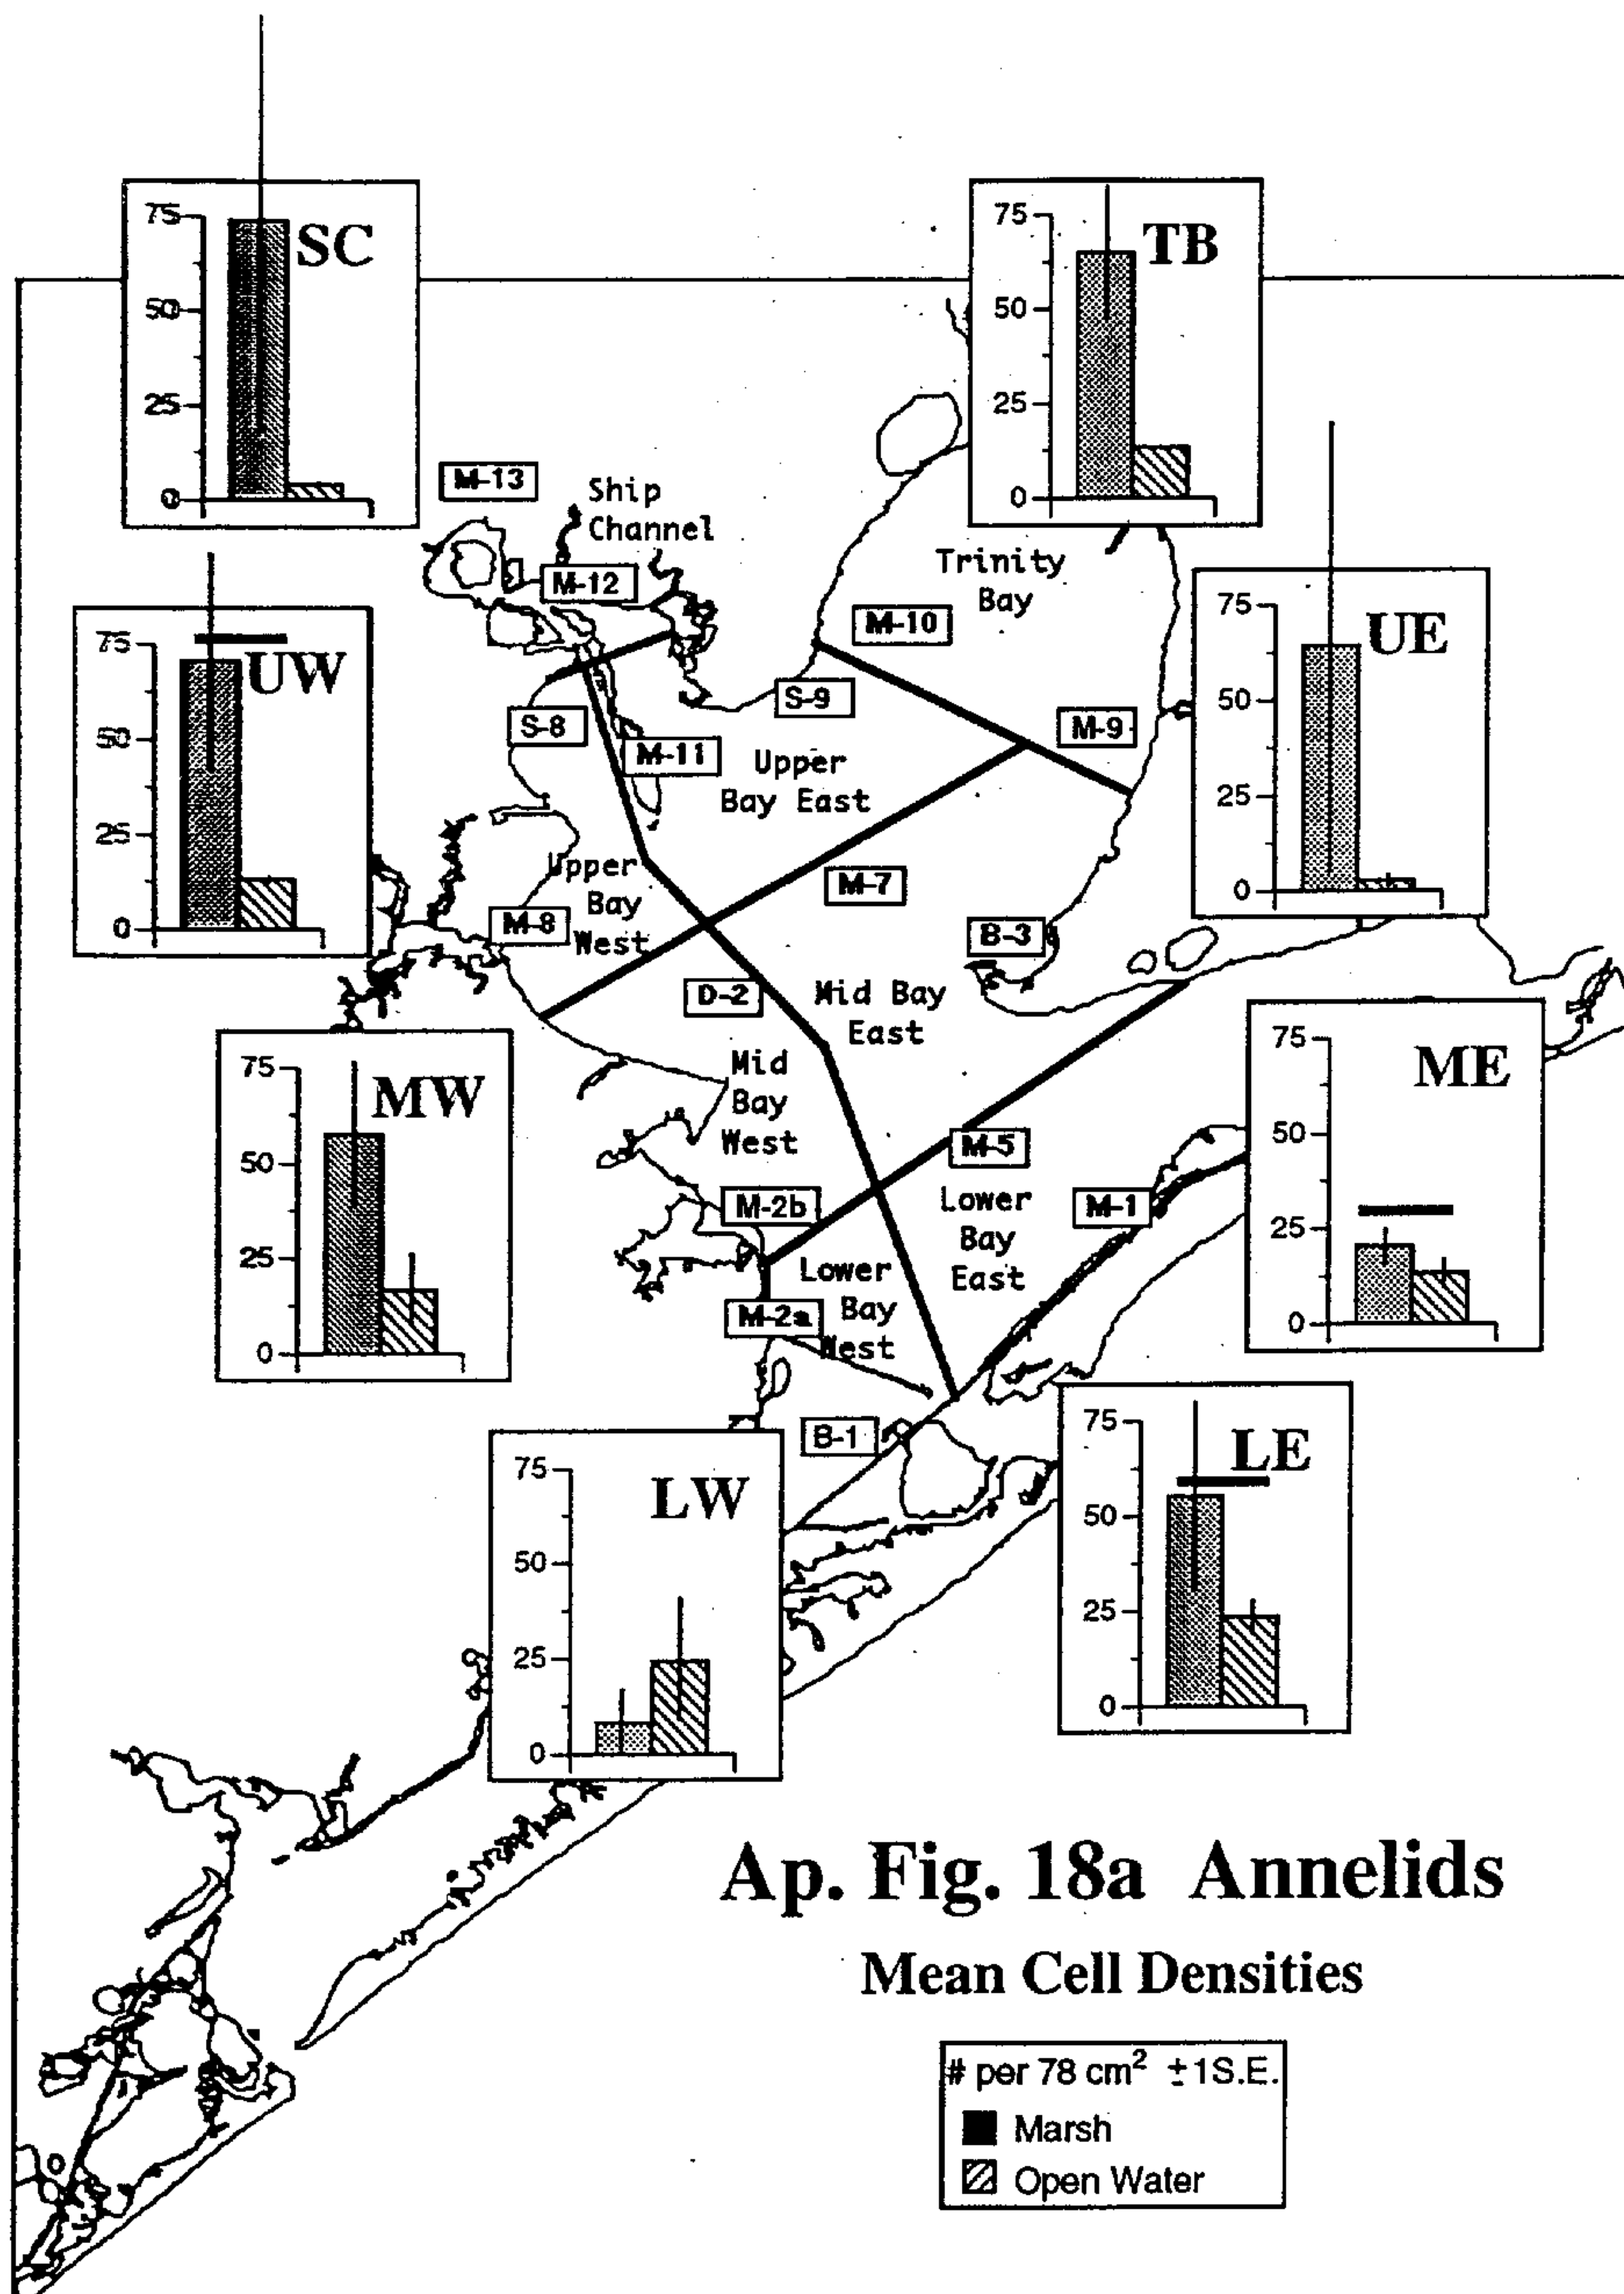 75
50
25
0
SC
75
50
25
0
TB
M-13
Ship
Channel
M-12
Trinity
Bay
M-10
75
50
25
0
UW
75
50
25
0
UE
S-9
S-8
M-11
M-9
Upper
Bay East
Upper
Bay
West
M-7
M-8
B-3
D-2
Mid Bay
East
75
50
25
0
MW
Mid
Bay
West
75
50
25
0
ME
M-5
M-2b
Lower
Bay
East
M-1
Lower
Bay
West
M-2a
B-1
75
50
25
0
LW
75
50
25
0
LE
Ap. Fig. 18a Annelids
Mean Cell Densities
# per 78 cm² ±1S.E.
Marsh
Open Water